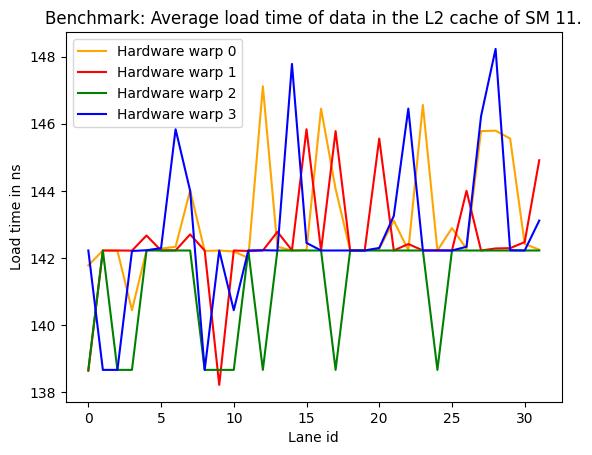 Benchmark: Average load time of data in the L2 cache of SM 11.
Hardware warp 0
Hardware warp 1
Hardware warp 2
Hardware warp 3
148
146
144
142
140
138
Load time in ns
0 5 10 15 20 25 30
Lane id